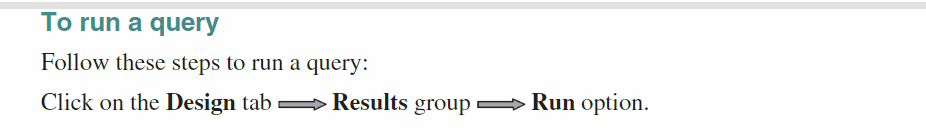 To run a query
Follow these steps to run a query:
Click on the Design tab ⟹ Results group ⟹ Run option.